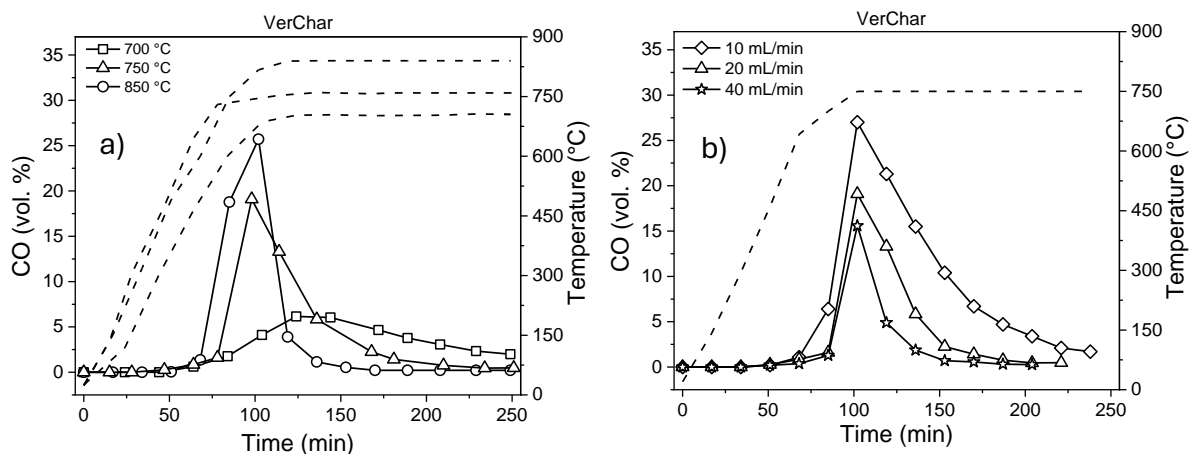 VerChar
700 °C
750 °C
850 °C
a)
CO (vol. %)
35
30
25
20
15
10
5
0
0 50 100 150 200 250
Time (min)
900
750
600
450
300
150
0
Temperature (°C)
VerChar
10 mL/min
20 mL/min
40 mL/min
b)
CO (vol. %)
35
30
25
20
15
10
5
0
0 50 100 150 200 250
Time (min)
900
750
600
450
300
150
0
Temperature (°C)